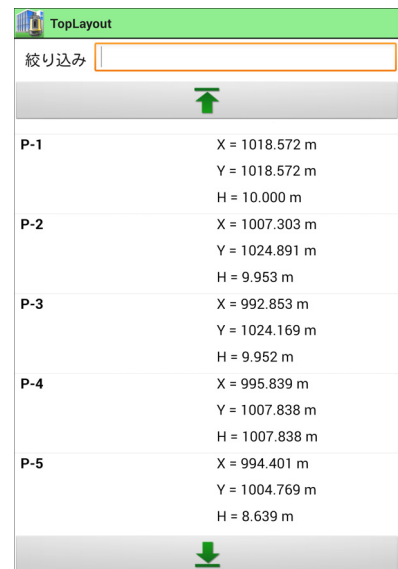 TopLayout
絞り込み
P-1 X = 1018.572 m
Y = 1018.572 m
H = 10.000 m
P-2 X = 1007.303 m
Y = 1024.891 m
H = 9.953 m
P-3 X = 992.853 m
Y = 1024.169 m
H = 9.952 m
P-4 X = 995.839 m
Y = 1007.838 m
H = 1007.838 m
P-5 X = 994.401 m
Y = 1004.769 m
H = 8.639 m